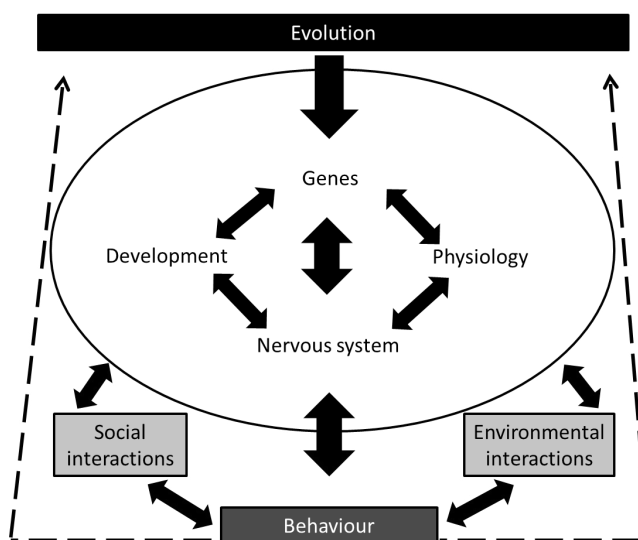 Evolution
Genes
Development
Physiology
Nervous system
Social
interactions
Environmental
interactions
Behaviour